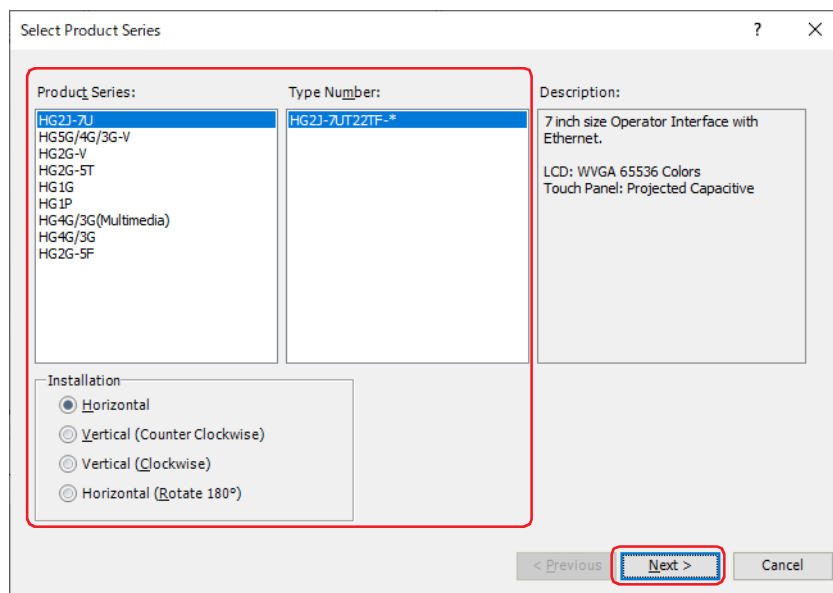 Select Product Series
?
Product Series:
HG2J-7U
HG5G/4G/3G-V
HG2G-V
HG2G-5T
HG1G
HG1P
HG4G/3G(Multimedia)
HG4G/3G
HG2G-5F
Type Number:
HG2J-7UT22TF-*
Description:
7 inch size Operator Interface with
Ethernet.
LCD: WVGA 65536 Colors
Touch Panel: Projected Capacitive
Installation
Horizontal
Vertical (Counter Clockwise)
Vertical (Clockwise)
Horizontal (Rotate 180º)
< Previous
Next >
Cancel